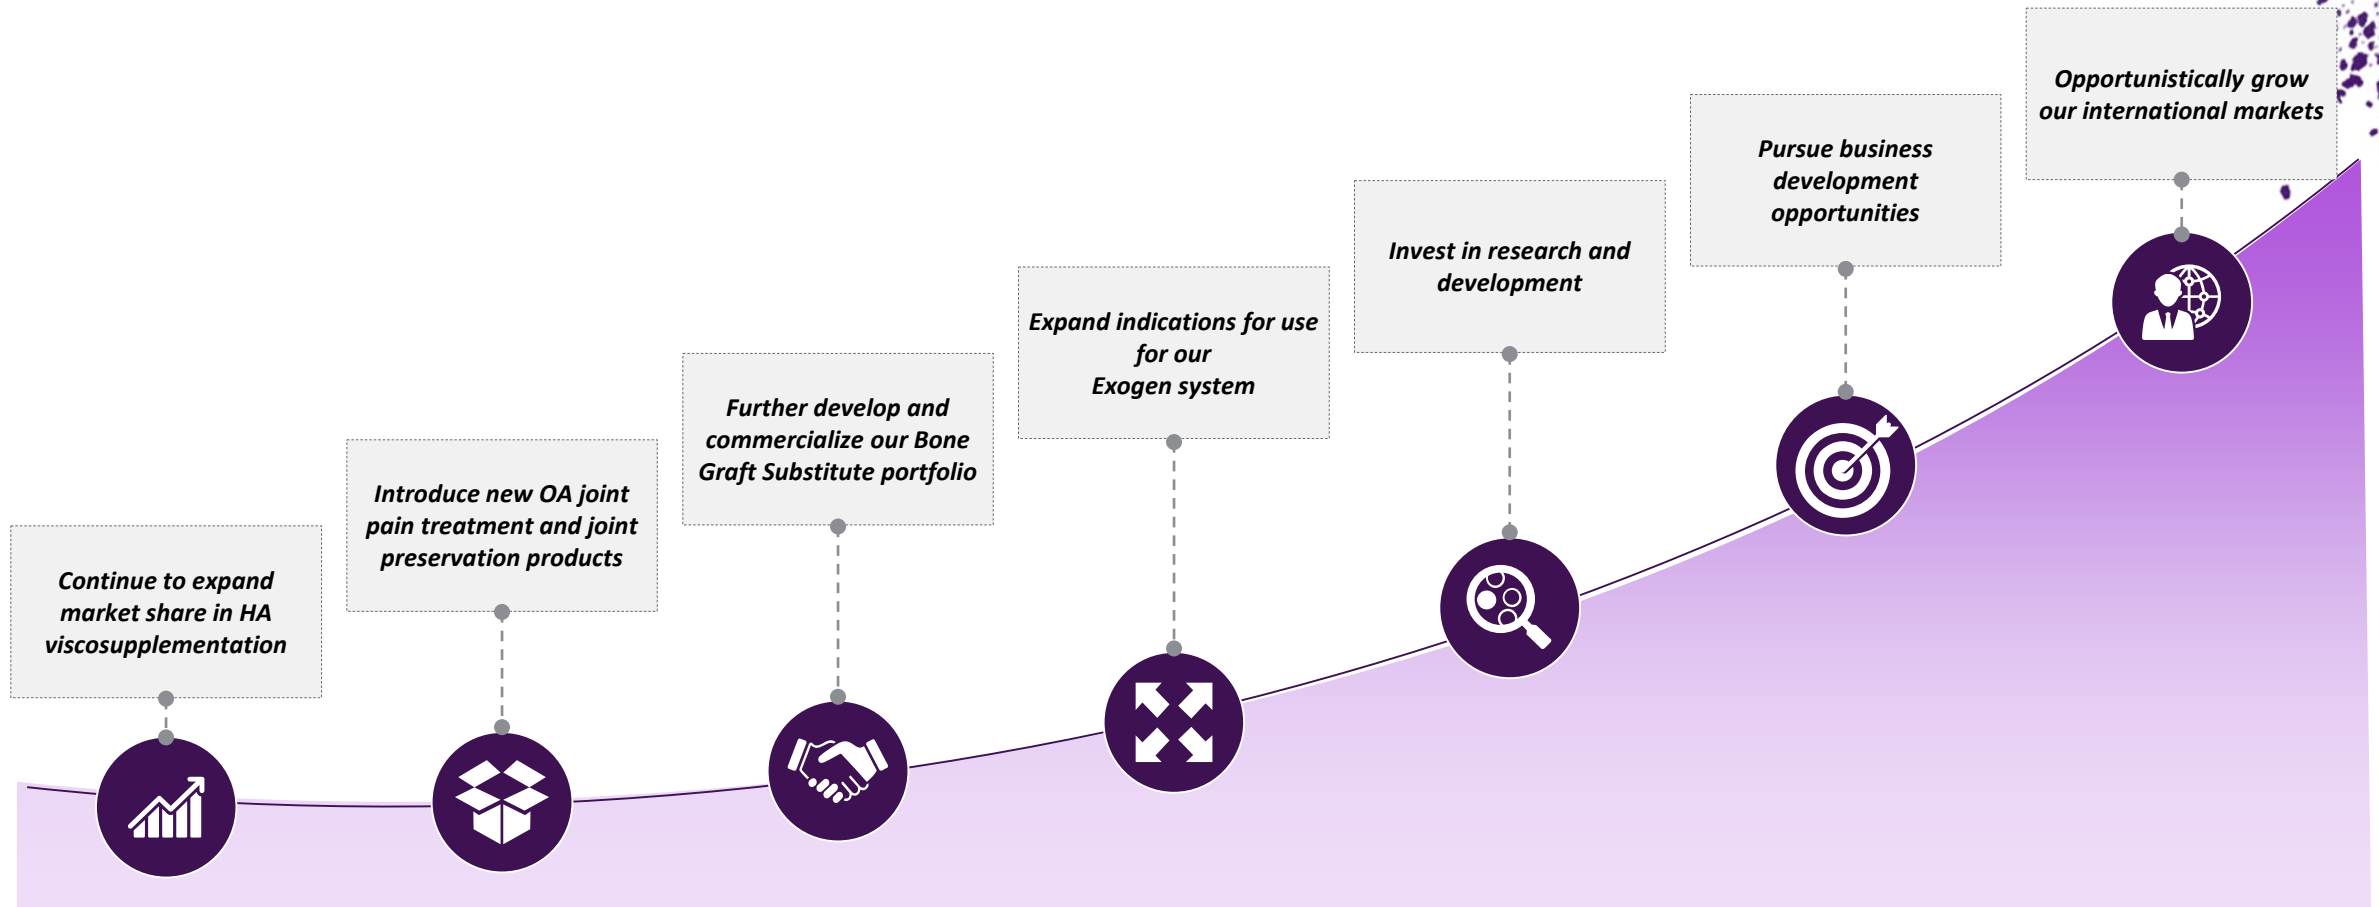 Continue to expand
market share in HA
viscosupplementation
Introduce new OA joint
pain treatment and joint
preservation products
Further develop and
commercialize our Bone
Graft Substitute portfolio
Expand indications for use
for our
Exogen system
Invest in research and
development
Pursue business
development
opportunities
Opportunistically grow
our international markets